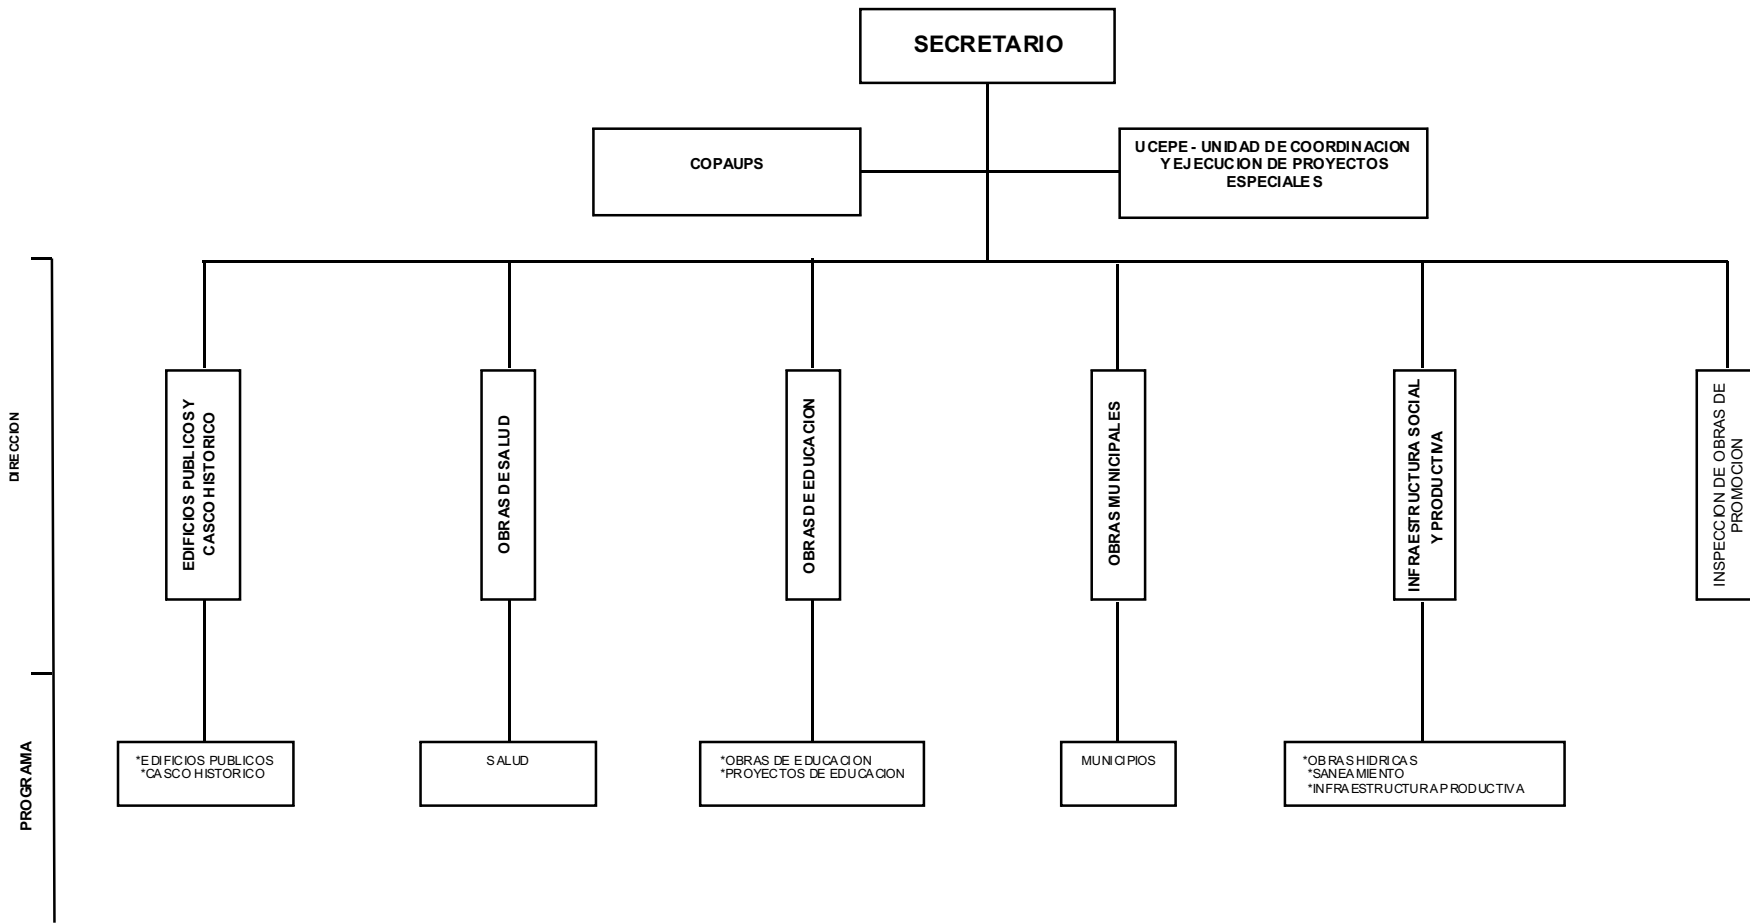 SECRETARIO
COPAUPS
UCEPE - UNIDAD DE COORDINACION
Y EJECUCION DE PROYECTOS
ESPECIALES
DIRECCION
EDIFICIOS PUBLICOS Y
CASCO HISTORICO
OBRAS DE SALUD
OBRAS DE EDUCACION
OBRAS MUNICIPALES
INFRAESTRUCTURA SOCIAL
Y PRODUCTIVA
INSPECCION DE OBRAS DE
PROMOCION
PROGRAMA
*EDIFICIOS PUBLICOS
*CASCO HISTORICO
SALUD
*OBRAS DE EDUCACION
*PROYECTOS DE EDUCACION
MUNICIPIOS
*OBRAS HIDRICAS
*SANEAMIENTO
*INFRAESTRUCTURA PRODUCTIVA